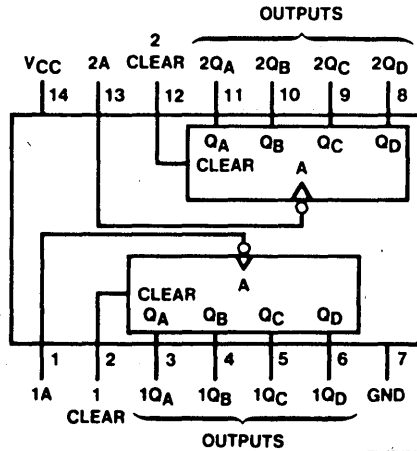 OUTPUTS
2
VCC 2A CLEAR 2QA 2QB 2QC 2QD
14 13 12 11 10 9 8
QA QB QC QD
CLEAR A
A
CLEAR
QA QB QC QD
1 2 3 4 5 6 7
1A 1 1QA 1QB 1QC 1QD GND
CLEAR
OUTPUTS